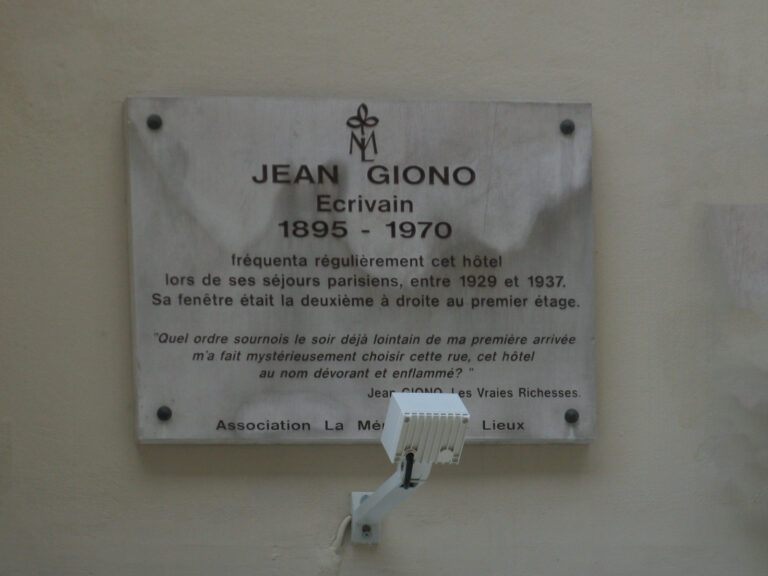 JEAN GIONO
Ecrivain
1895 - 1970
fréquenta régulièrement cet hôtel
lors de ses séjours parisiens, entre 1929 et 1937.
Sa fenêtre était la deuxième à droite au premier étage.
"Quel ordre sournois le soir déjà lointain de ma première arrivée
m'a fait mystérieusement choisir cette rue, cet hôtel
au nom dévorant et enflammé? "
Jean GIONO, Les Vraies Richesses.
Association La Lieux